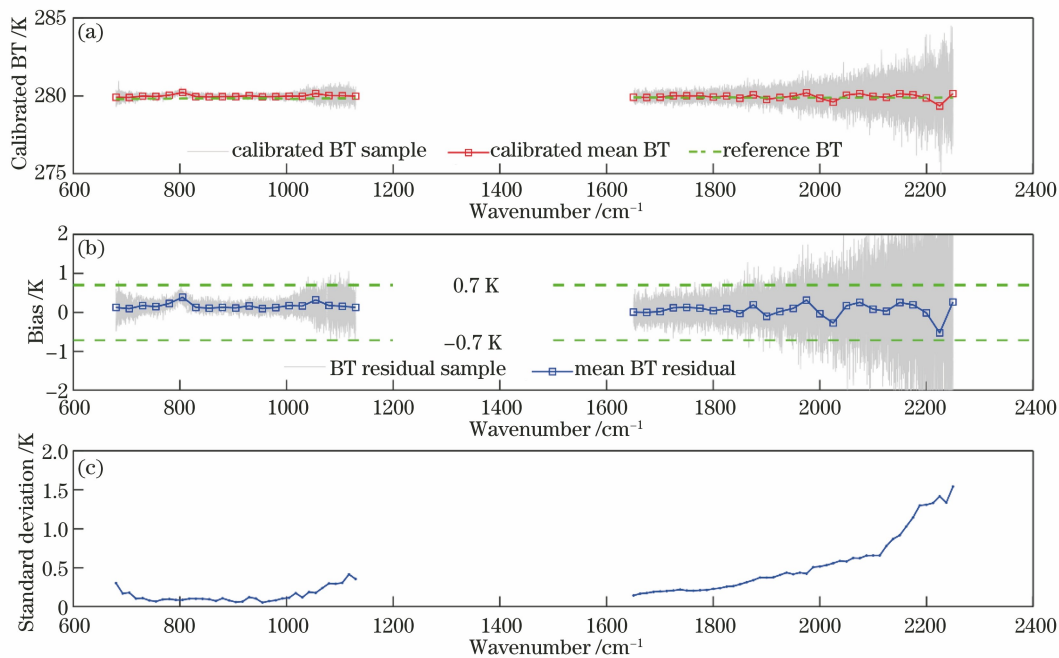 (a)
Calibrated BT /K
285
280
275
calibrated BT sample
calibrated mean BT
reference BT
600 800 1000 1200 1400 1600 1800 2000 2200 2400
Wavenumber /cm⁻¹
(b)
Bias /K
2
1
0
−1
−2
0.7 K
−0.7 K
BT residual sample
mean BT residual
600 800 1000 1200 1400 1600 1800 2000 2200 2400
Wavenumber /cm⁻¹
(c)
Standard deviation /K
2.0
1.5
1.0
0.5
0
600 800 1000 1200 1400 1600 1800 2000 2200 2400
Wavenumber /cm⁻¹